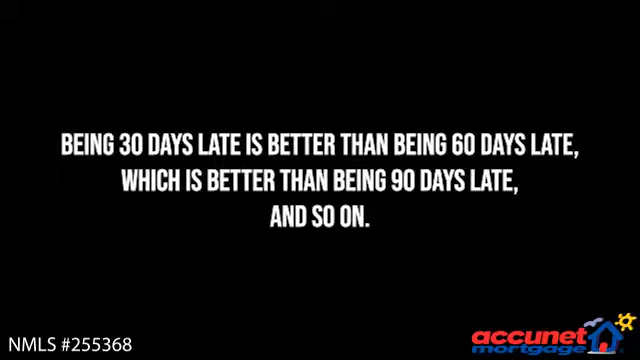 BEING 30 DAYS LATE IS BETTER THAN BEING 60 DAYS LATE,
WHICH IS BETTER THAN BEING 90 DAYS LATE,
AND SO ON.
NMLS #255368
accunet
mortgage